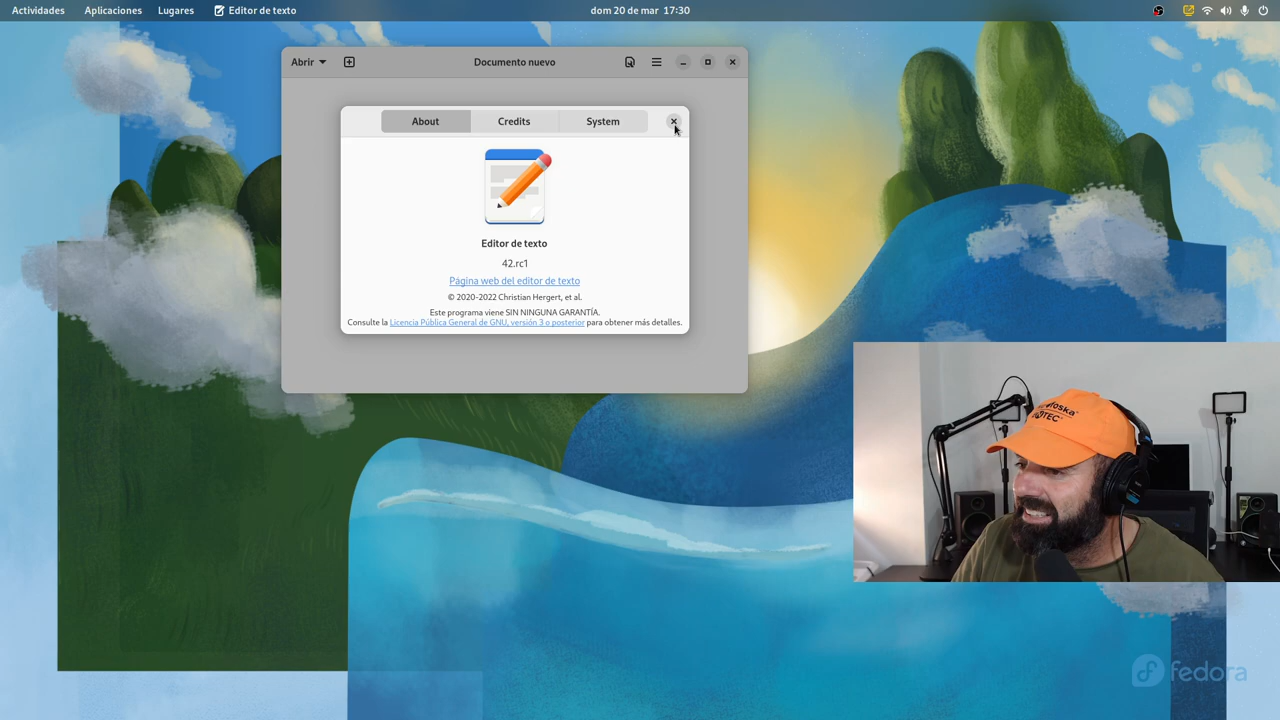 Actividades Aplicaciones Lugares Editor de texto dom 20 de mar 17:30
Abrir Documento nuevo
About Credits System
Editor de texto
42.rc1
Página web del editor de texto
© 2020-2022 Christian Hergert, et al.
Este programa viene SIN NINGUNA GARANTÍA.
Consulte la Licencia Pública General de GNU, versión 3 o posterior para obtener más detalles.
fedora